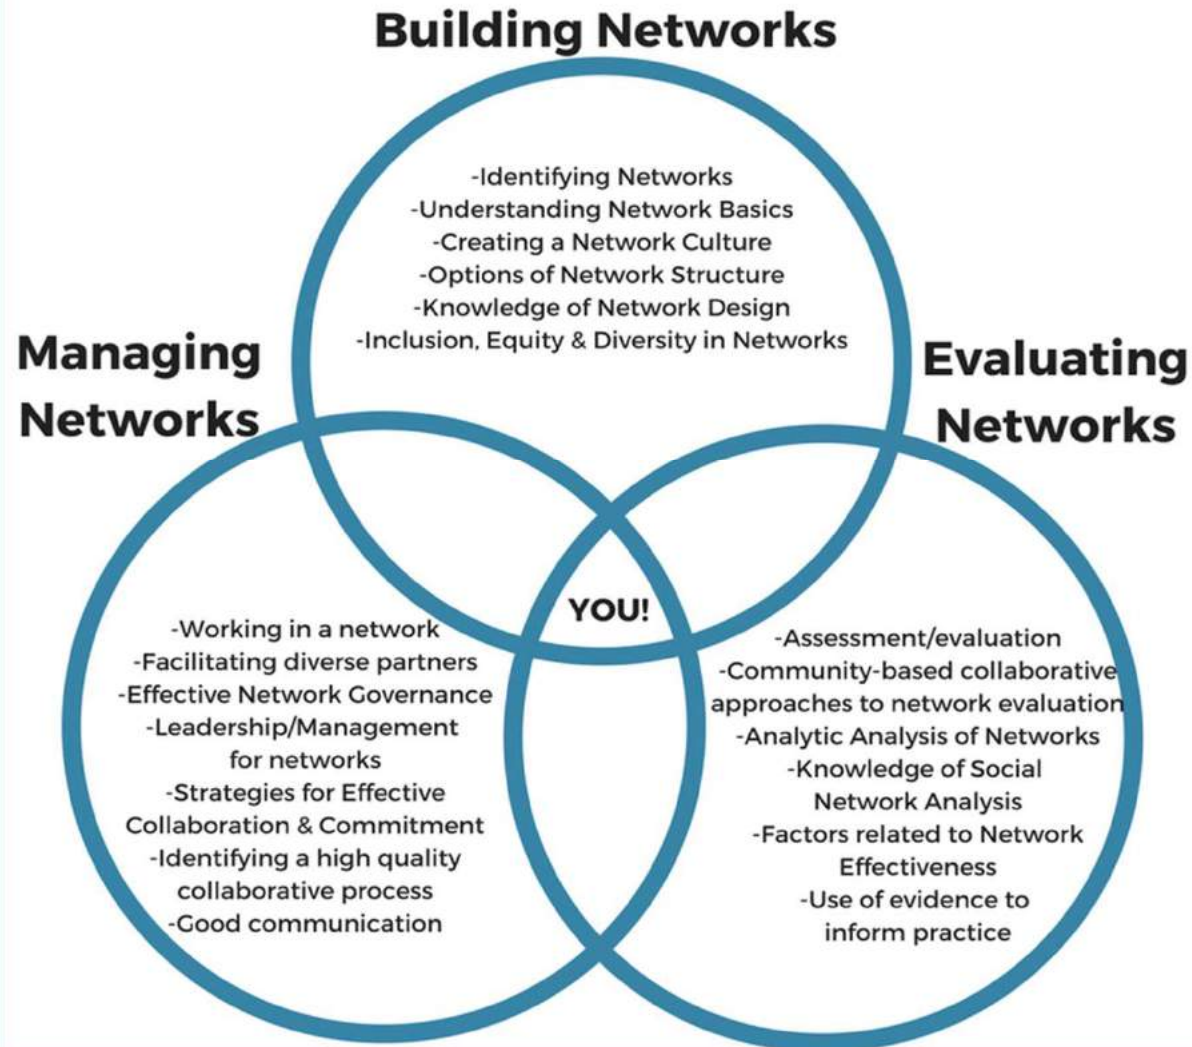 Building Networks
-Identifying Networks
-Understanding Network Basics
-Creating a Network Culture
-Options of Network Structure
-Knowledge of Network Design
-Inclusion, Equity & Diversity in Networks
Managing
Networks
Evaluating
Networks
YOU!
-Working in a network
-Facilitating diverse partners
-Effective Network Governance
-Leadership/Management
for networks
-Strategies for Effective
Collaboration & Commitment
-Identifying a high quality
collaborative process
-Good communication
-Assessment/evaluation
-Community-based collaborative
approaches to network evaluation
-Analytic Analysis of Networks
-Knowledge of Social
Network Analysis
-Factors related to Network
Effectiveness
-Use of evidence to
inform practice